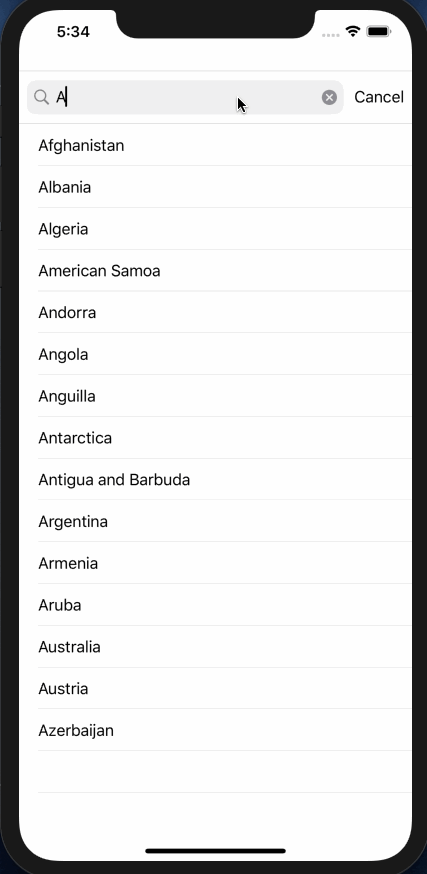 5:34
A
Cancel
Afghanistan
Albania
Algeria
American Samoa
Andorra
Angola
Anguilla
Antarctica
Antigua and Barbuda
Argentina
Armenia
Aruba
Australia
Austria
Azerbaijan